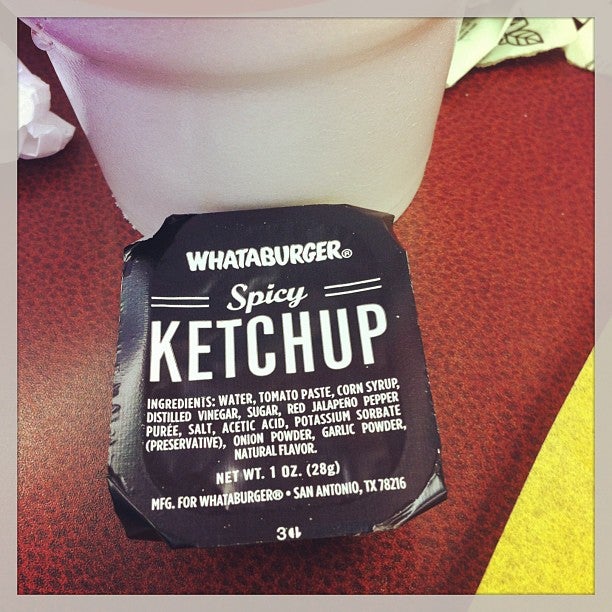 WHATABURGER®
Spicy
KETCHUP
INGREDIENTS: WATER, TOMATO PASTE, CORN SYRUP,
DISTILLED VINEGAR, SUGAR, RED JALAPEÑO PEPPER
PURÉE, SALT, ACETIC ACID, POTASSIUM SORBATE
(PRESERVATIVE), ONION POWDER, GARLIC POWDER,
NATURAL FLAVOR.
NET WT. 1 OZ. (28g)
MFG. FOR WHATABURGER® • SAN ANTONIO, TX 78216